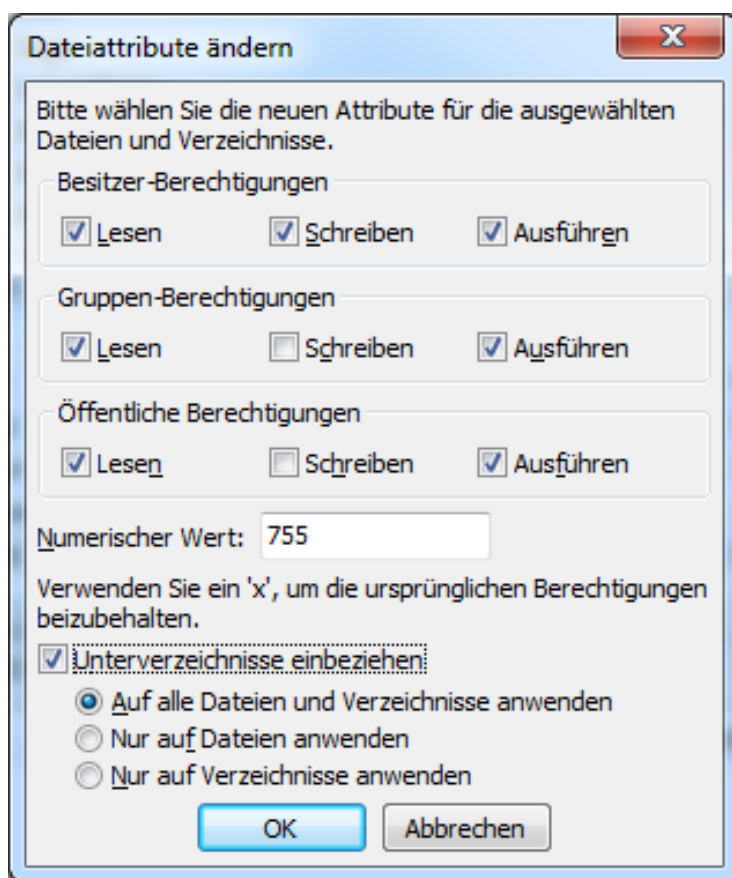 Dateiattribute ändern
Bitte wählen Sie die neuen Attribute für die ausgewählten
Dateien und Verzeichnisse.
Besitzer-Berechtigungen
Lesen Schreiben Ausführen
Gruppen-Berechtigungen
Lesen Schreiben Ausführen
Öffentliche Berechtigungen
Lesen Schreiben Ausführen
Numerischer Wert: 755
Verwenden Sie ein 'x', um die ursprünglichen Berechtigungen
beizubehalten.
Unterverzeichnisse einbeziehen
Auf alle Dateien und Verzeichnisse anwenden
Nur auf Dateien anwenden
Nur auf Verzeichnisse anwenden
OK Abbrechen